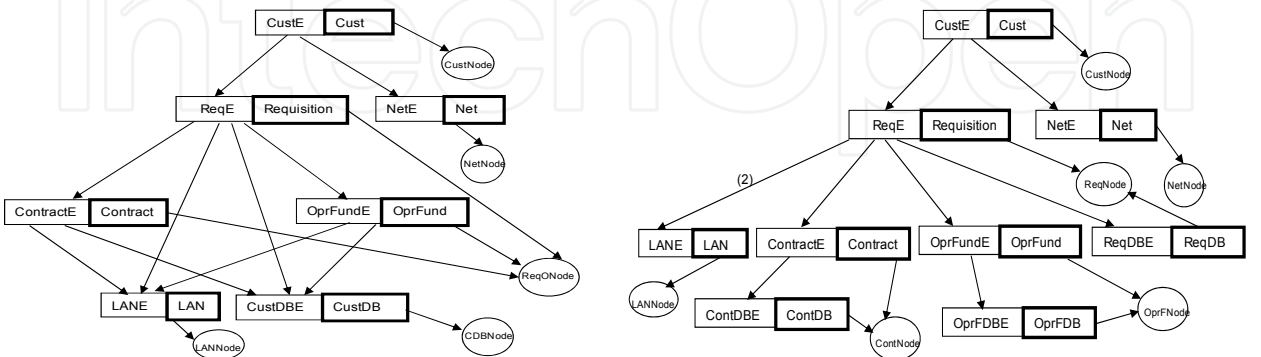 IntechOpen
CustE Cust
CustNode
ReqE Requisition NetE Net
NetNode
ContractE Contract OprFundE OprFund
ReqONode
LANE LAN CustDBE CustDB
LANNode
CDBNode
CustE Cust
CustNode
ReqE Requisition NetE Net
(2)
ReqNode NetNode
LANE LAN ContractE Contract OprFundE OprFund ReqDBE ReqDB
LANNode
ContDBE ContDB
ContNode
OprFDBE OprFDB
OprFNode